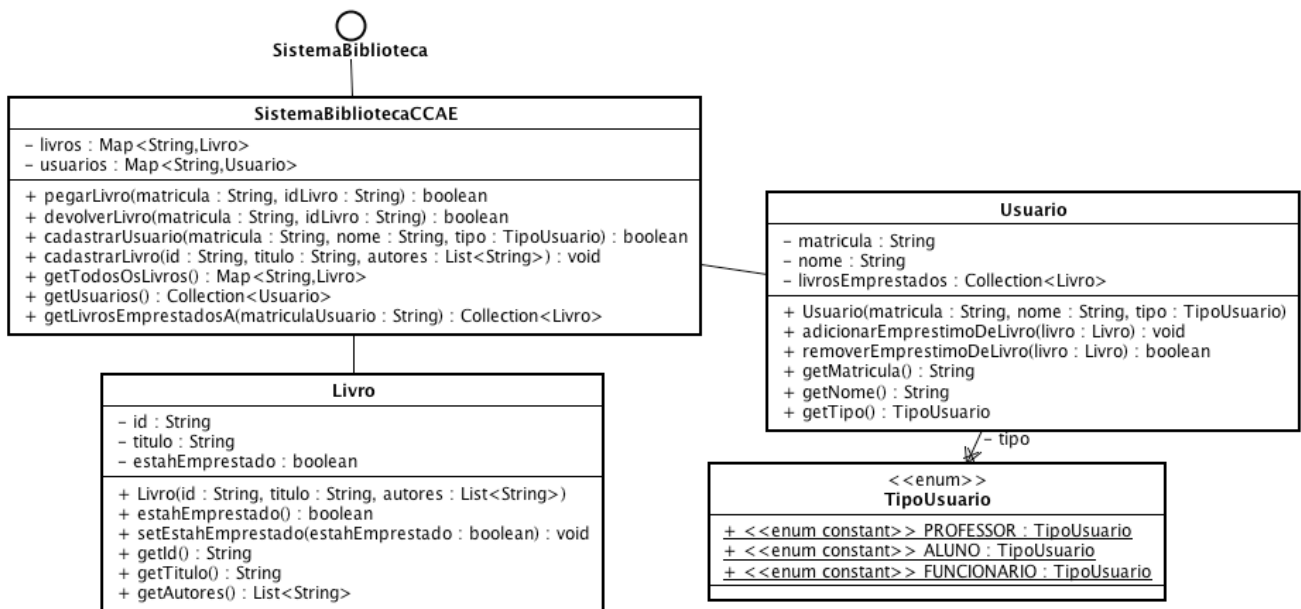 SistemaBiblioteca
SistemaBibliotecaCCAE
- livros : Map<String,Livro>
- usuarios : Map<String,Usuario>
+ pegarLivro(matricula : String, idLivro : String) : boolean
+ devolverLivro(matricula : String, idLivro : String) : boolean
+ cadastrarUsuario(matricula : String, nome : String, tipo : TipoUsuario) : boolean
+ cadastrarLivro(id : String, titulo : String, autores : List<String>) : void
+ getTodosOsLivros() : Map<String,Livro>
+ getUsuarios() : Collection<Usuario>
+ getLivrosEmprestadosA(matriculaUsuario : String) : Collection<Livro>
Usuario
- matricula : String
- nome : String
- livrosEmprestados : Collection<Livro>
+ Usuario(matricula : String, nome : String, tipo : TipoUsuario)
+ adicionarEmprestimoDeLivro(livro : Livro) : void
+ removerEmprestimoDeLivro(livro : Livro) : boolean
+ getMatricula() : String
+ getNome() : String
+ getTipo() : TipoUsuario
- tipo
Livro
- id : String
- titulo : String
- estahEmprestado : boolean
+ Livro(id : String, titulo : String, autores : List<String>)
+ estahEmprestado() : boolean
+ setEstahEmprestado(estahEmprestado : boolean) : void
+ getId() : String
+ getTitulo() : String
+ getAutores() : List<String>
<<enum>>
TipoUsuario
+ <<enum constant>> PROFESSOR : TipoUsuario
+ <<enum constant>> ALUNO : TipoUsuario
+ <<enum constant>> FUNCIONARIO : TipoUsuario